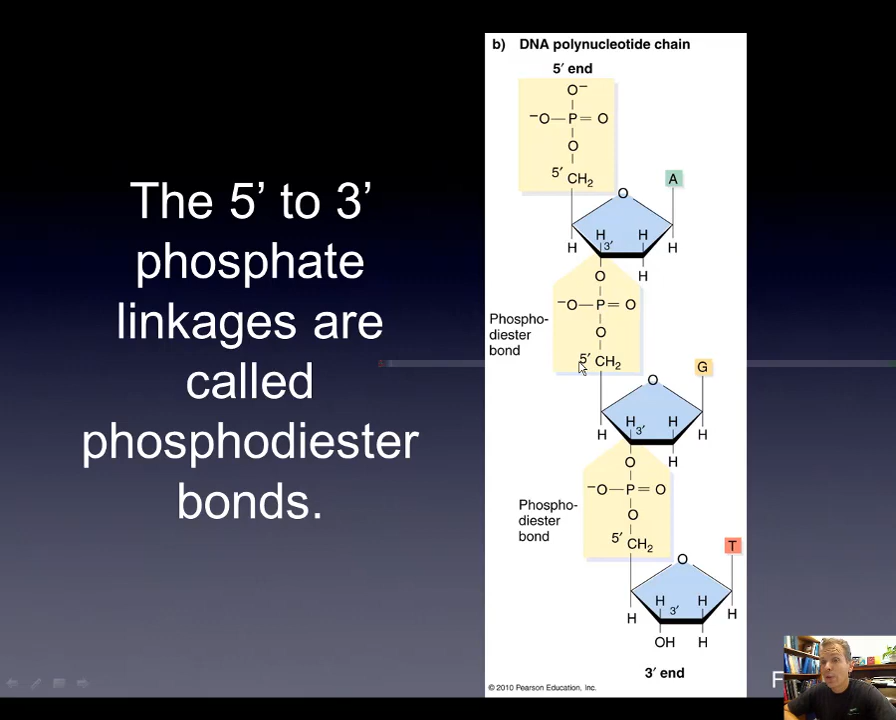 The 5’ to 3’
phosphate
linkages are
called
phosphodiester
bonds.
b) DNA polynucleotide chain
5′ end
O−
−O—P=O
O
5′ CH2
O
A
H
H
H
H
3′
H
O
−O—P=O
Phospho-
diester
bond
O
5′ CH2
O
G
H
H
H
H
3′
H
O
−O—P=O
Phospho-
diester
bond
O
5′ CH2
O
T
H
H
H
H
3′
OH
H
3′ end
© 2010 Pearson Education, Inc.
F